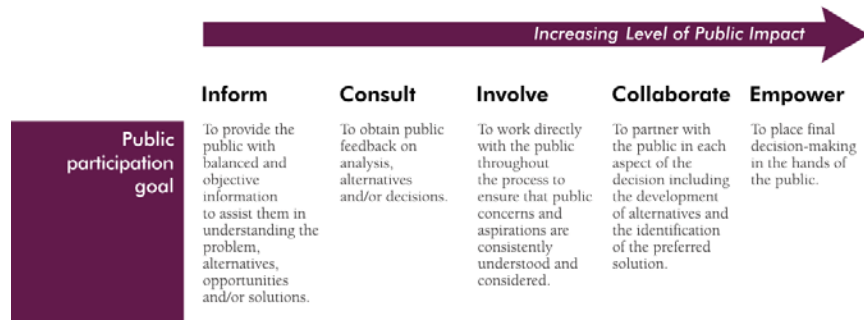 Increasing Level of Public Impact
Inform
Consult
Involve
Collaborate
Empower
Public
participation
goal
To provide the
public with
balanced and
objective
information
to assist them in
understanding the
problem,
alternatives,
opportunities
and/or solutions.
To obtain public
feedback on
analysis,
alternatives
and/or decisions.
To work directly
with the public
throughout
the process to
ensure that public
concerns and
aspirations are
consistently
understood and
considered.
To partner with
the public in each
aspect of the
decision including
the development
of alternatives and
the identification
of the preferred
solution.
To place final
decision-making
in the hands of
the public.